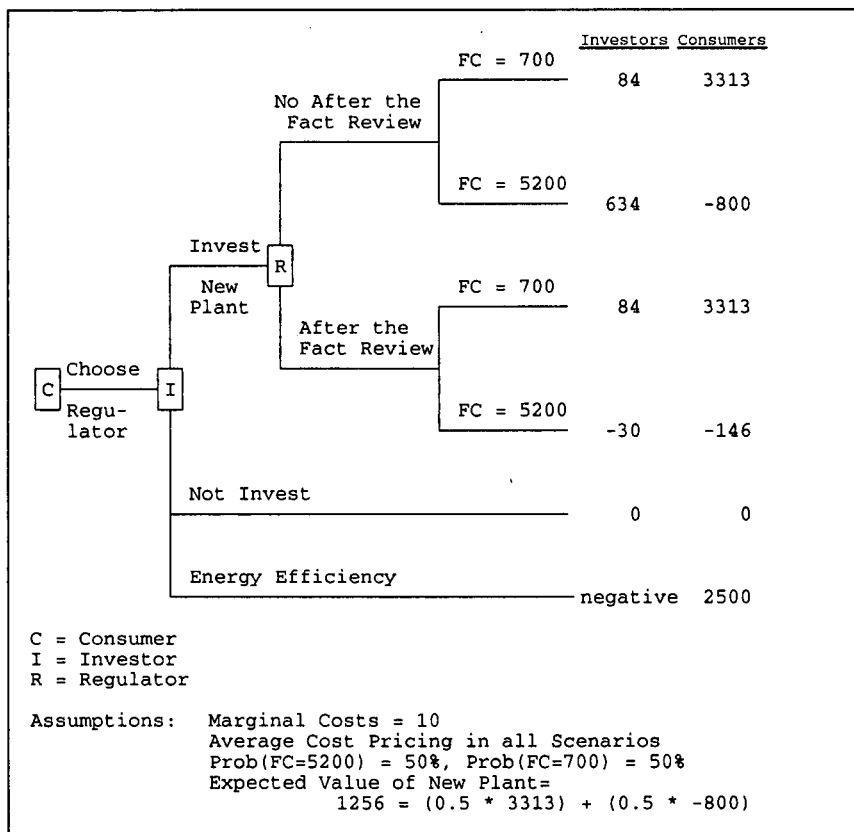 Investors Consumers
FC = 700
84 3313
No After the
Fact Review
FC = 5200
634 -800
Invest
R
New
Plant
FC = 700
84 3313
After the
Fact Review
Choose
C I
Regu-
lator
FC = 5200
-30 -146
Not Invest
0 0
Energy Efficiency
negative 2500
C = Consumer
I = Investor
R = Regulator
Assumptions: Marginal Costs = 10
Average Cost Pricing in all Scenarios
Prob(FC=5200) = 50%, Prob(FC=700) = 50%
Expected Value of New Plant=
1256 = (0.5 * 3313) + (0.5 * -800)